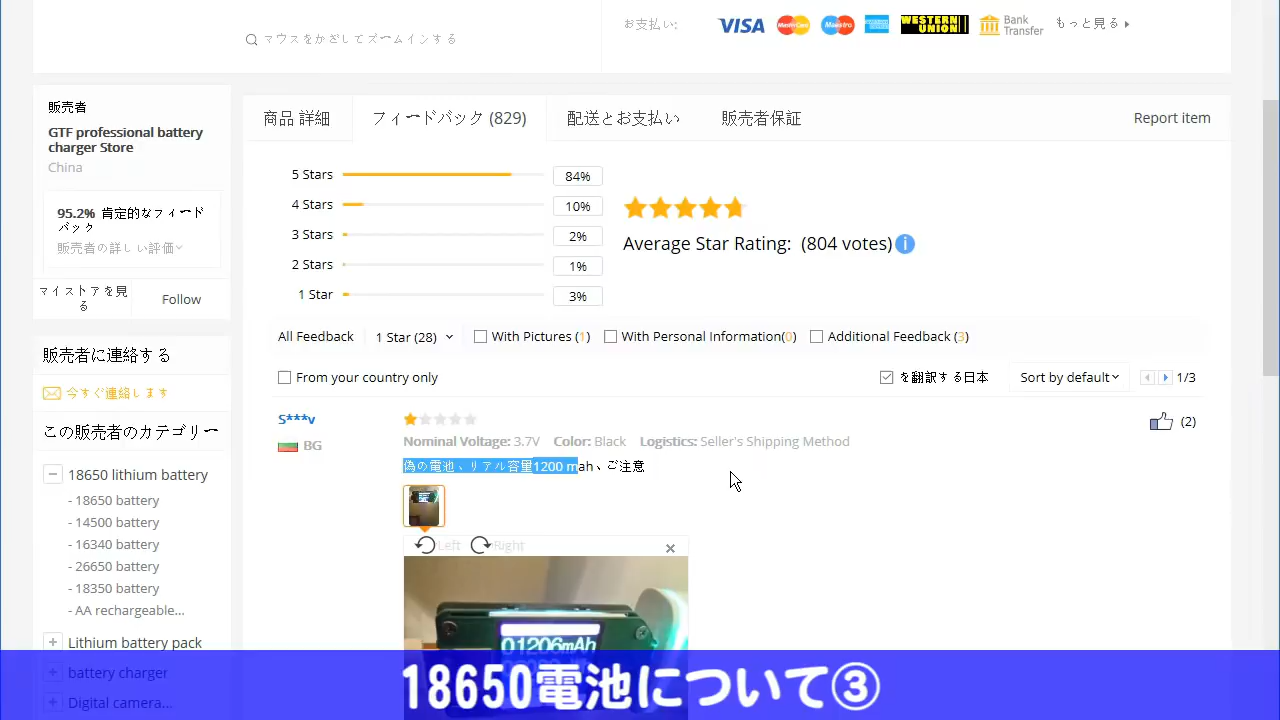 マウスをかざしてズームインする
お支払い:
VISA
MasterCard
Maestro
WESTERN UNION
Bank Transfer
もっと見る
販売者
GTF professional battery
charger Store
China
95.2% 肯定的なフィード
バック
販売者の詳しい評価
マイストアを見
る
Follow
販売者に連絡する
今すぐ連絡します
この販売者のカテゴリー
18650 lithium battery
- 18650 battery
- 14500 battery
- 16340 battery
- 26650 battery
- 18350 battery
- AA rechargeable...
Lithium battery pack
battery charger
Digital camera...
商品 詳細
フィードバック (829)
配送とお支払い
販売者保証
Report item
5 Stars 84%
4 Stars 10%
3 Stars 2%
2 Stars 1%
1 Star 3%
Average Star Rating: (804 votes)
All Feedback
1 Star (28)
With Pictures (1)
With Personal Information(0)
Additional Feedback (3)
From your country only
を翻訳する日本
Sort by default
1/3
S***v
BG
(2)
Nominal Voltage: 3.7V Color: Black Logistics: Seller's Shipping Method
偽の電池、リアル容量1200 mah、ご注意
Left
Right
01206mAh
18650電池について③